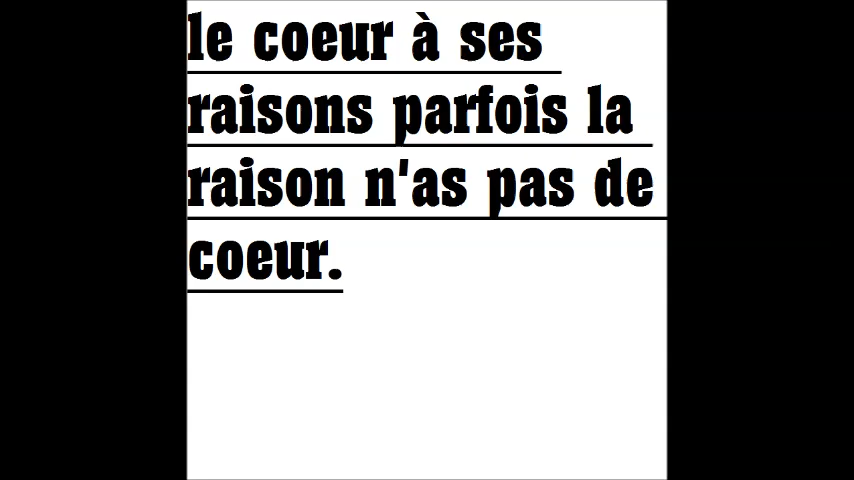 le coeur à ses
raisons parfois la
raison n'as pas de
coeur.